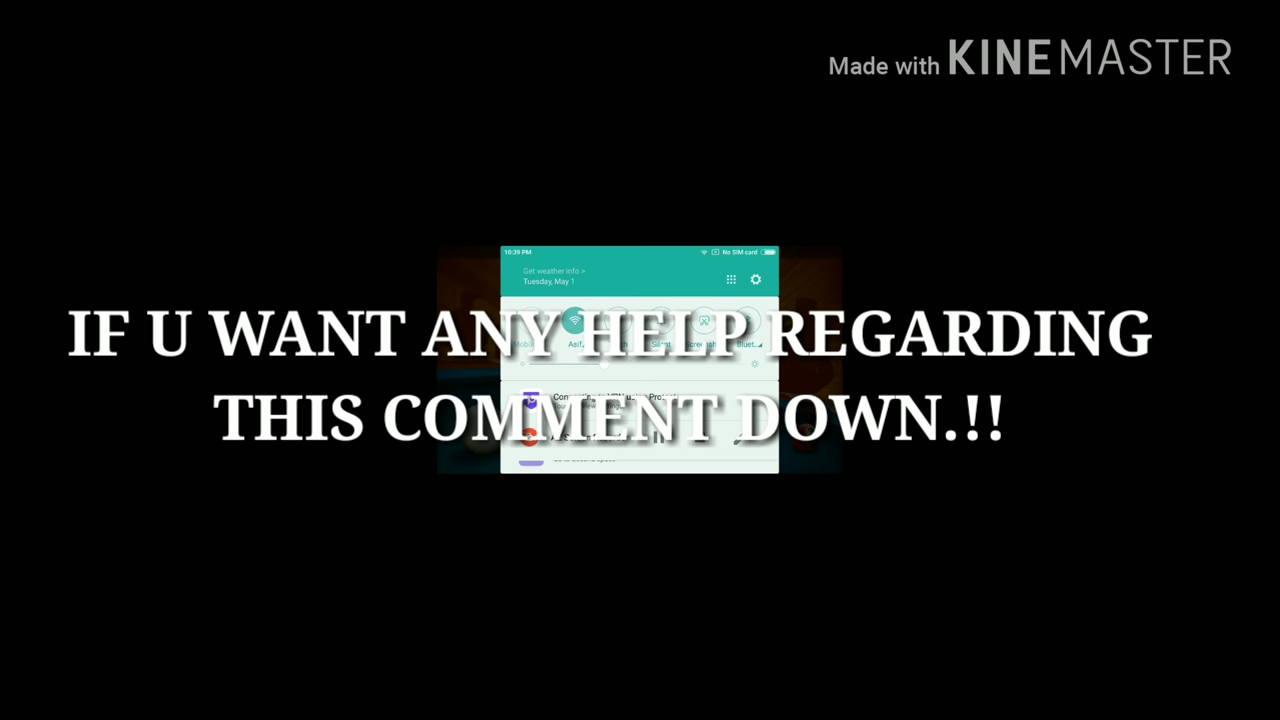 Made with KINEMASTER
10:39 PM No SIM card
Get weather info >
Tuesday, May 1
IF U WANT ANY HELP REGARDING
THIS COMMENT DOWN.!!